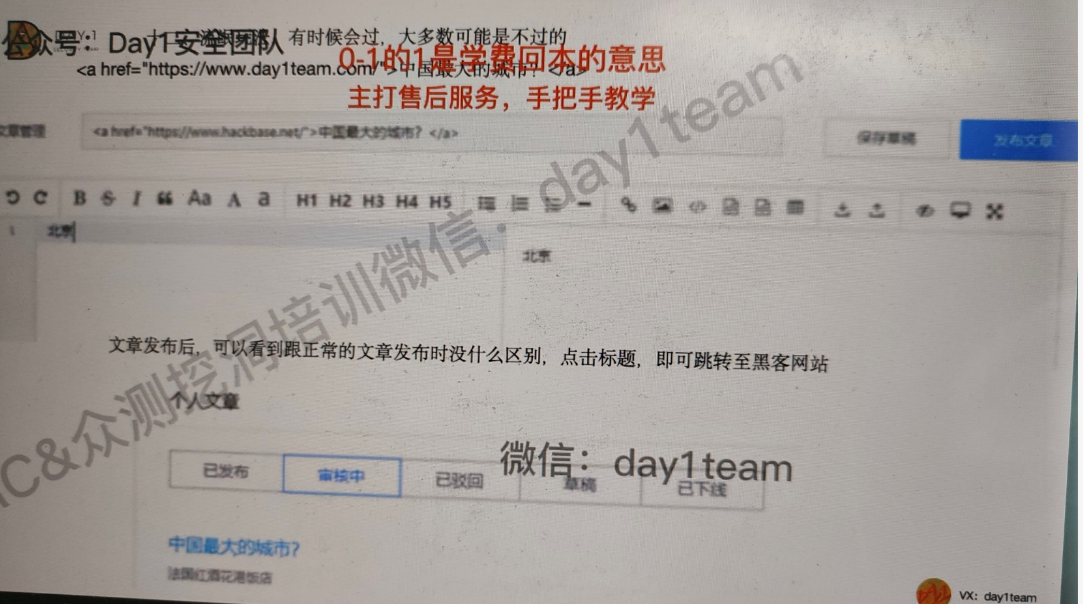 公众号：Day1安全团队
有时候会过，大多数可能是不过的
0-1的1是学费回本的意思
<a href="https://www.day1team.com/">中国最大的城市？</a>
主打售后服务，手把手教学
文章管理
<a href="https://www.hackbase.net/">中国最大的城市？</a>
保存草稿
发布文章
B S I Aa A a H1 H2 H3 H4 H5
1 北京
北京
文章发布后，可以看到跟正常的文章发布时没什么区别，点击标题，即可跳转至黑客网站
个人文章
已发布 审核中 已驳回 草稿 已下线
微信：day1team
中国最大的城市？
法国红酒花港饭店
C&众测挖洞培训微信：day1team
VX：day1team